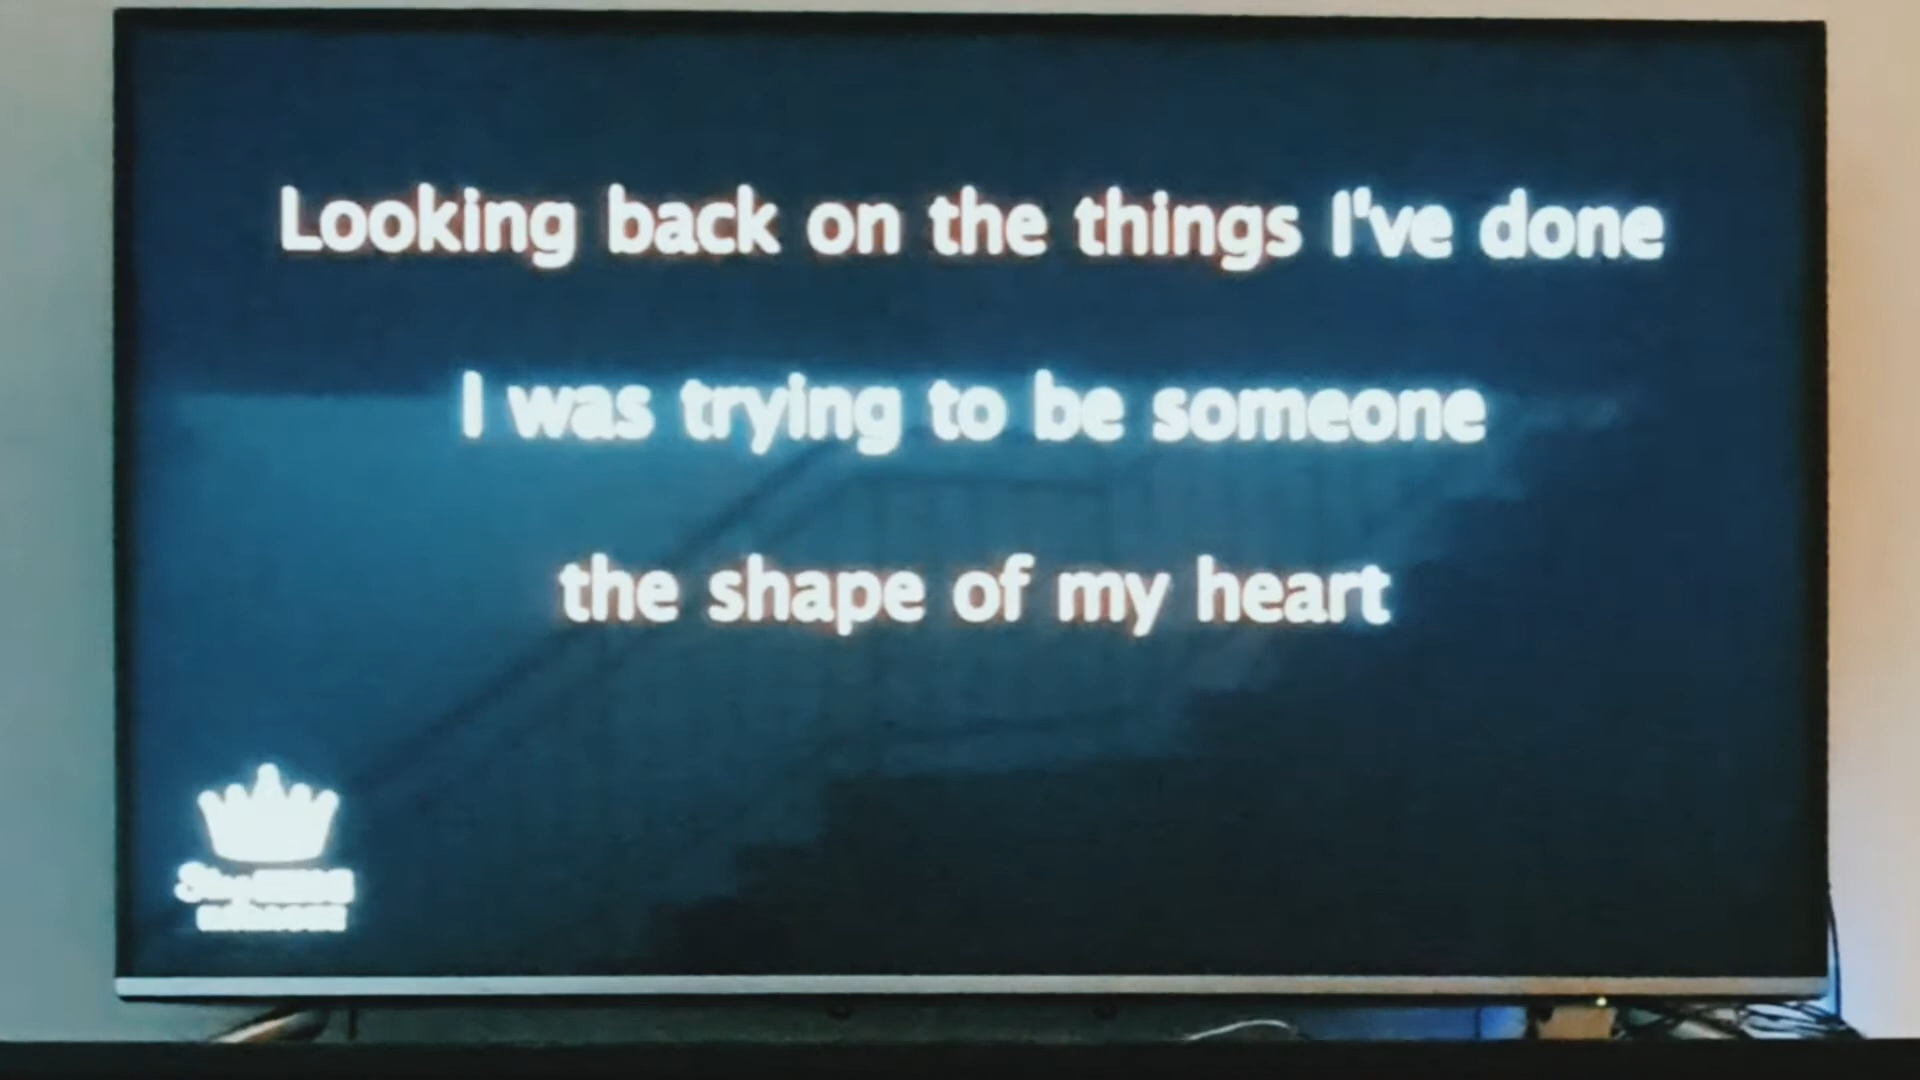 Looking back on the things I've done
I was trying to be someone
the shape of my heart